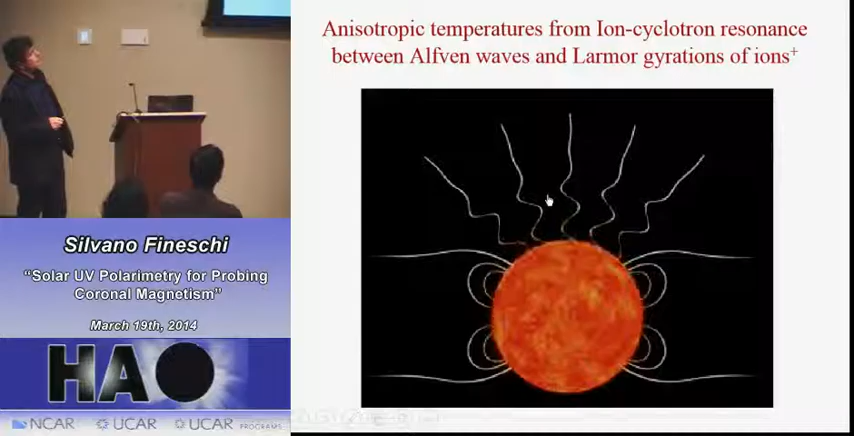 Anisotropic temperatures from Ion-cyclotron resonance
between Alfven waves and Larmor gyrations of ions+
Silvano Fineschi
“Solar UV Polarimetry for Probing
Coronal Magnetism”
March 19th, 2014
HAO
NCAR UCAR UCAR PROGRAMS